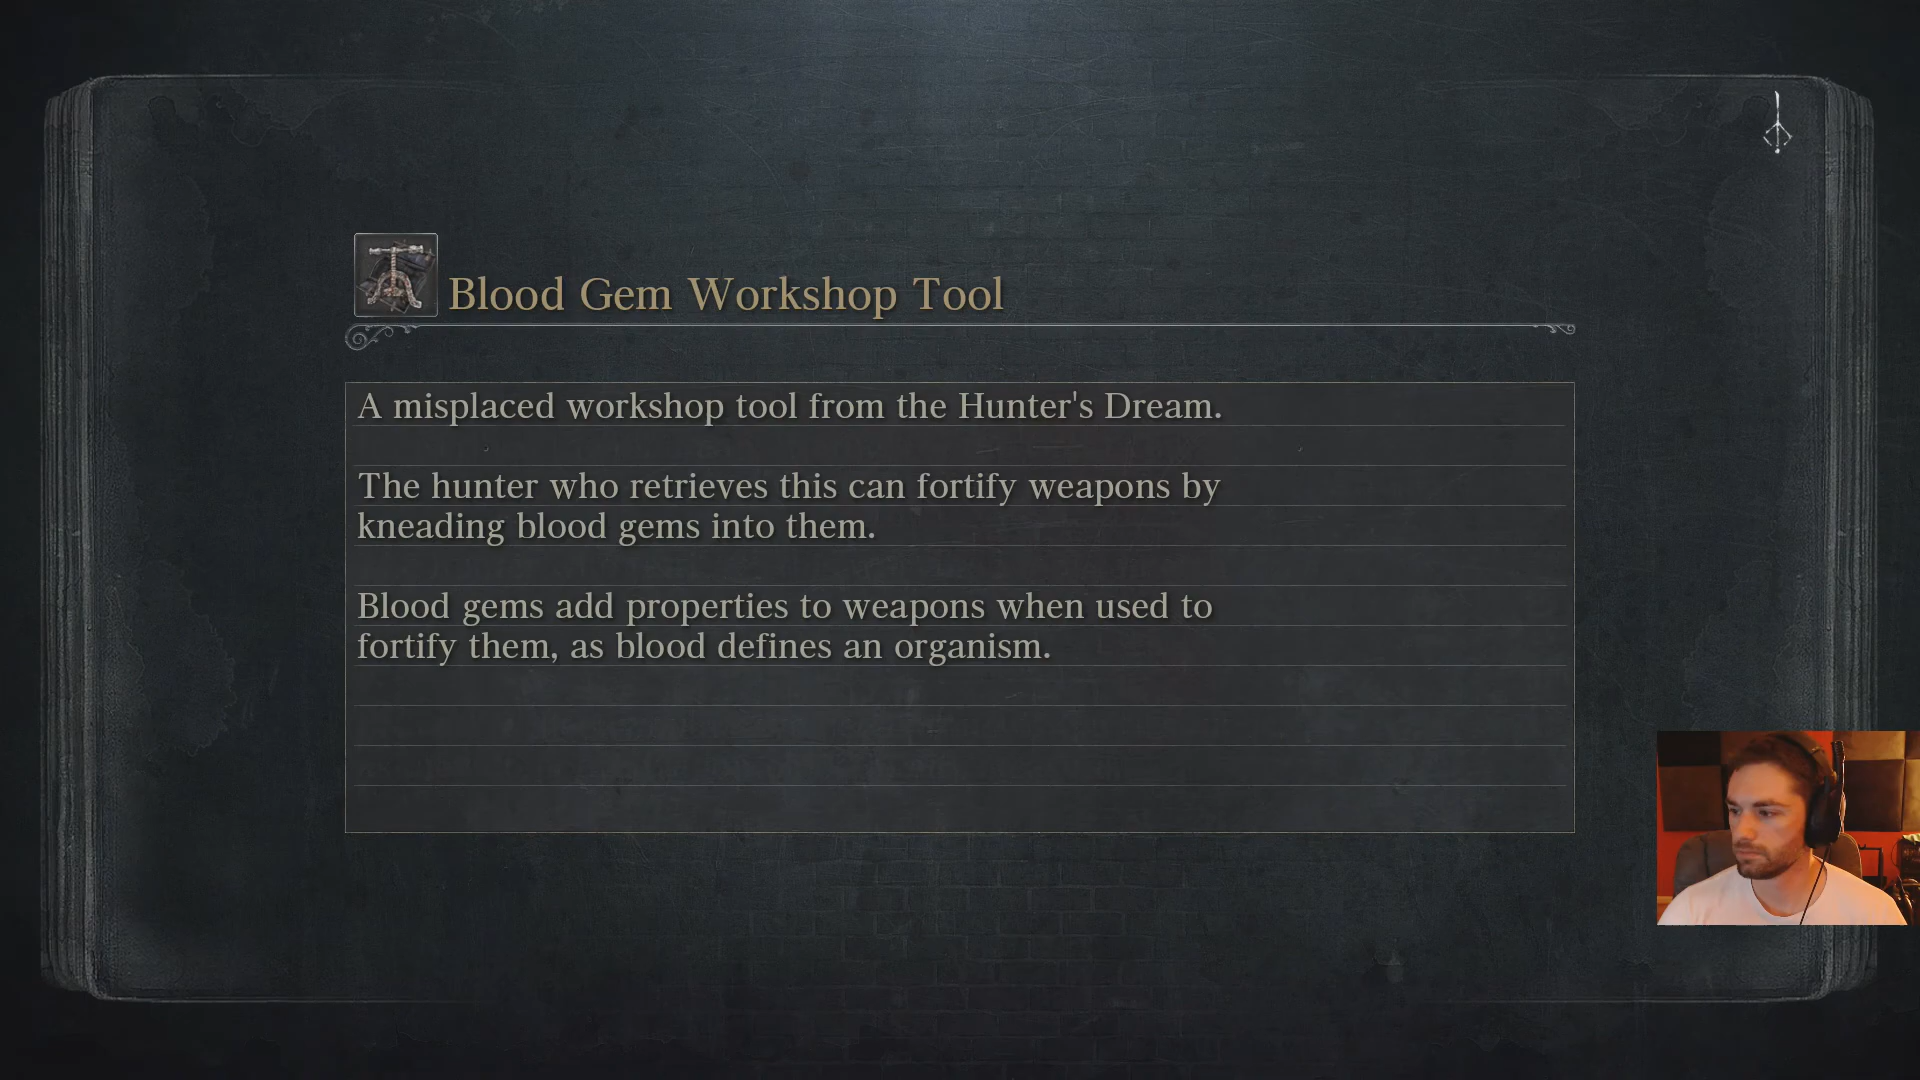 Blood Gem Workshop Tool
A misplaced workshop tool from the Hunter's Dream.
The hunter who retrieves this can fortify weapons by
kneading blood gems into them.
Blood gems add properties to weapons when used to
fortify them, as blood defines an organism.